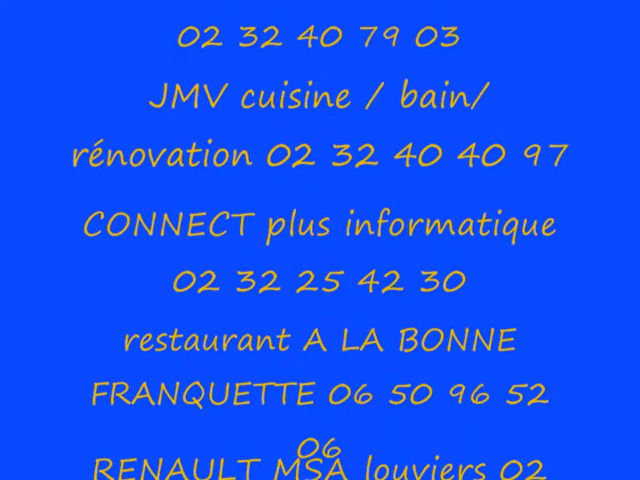 02 32 40 79 03
JMV cuisine / bain/
rénovation 02 32 40 40 97
CONNECT plus informatique
02 32 25 42 30
restaurant A LA BONNE
FRANQUETTE 06 50 96 52
06
RENAULT MSA louviers 02